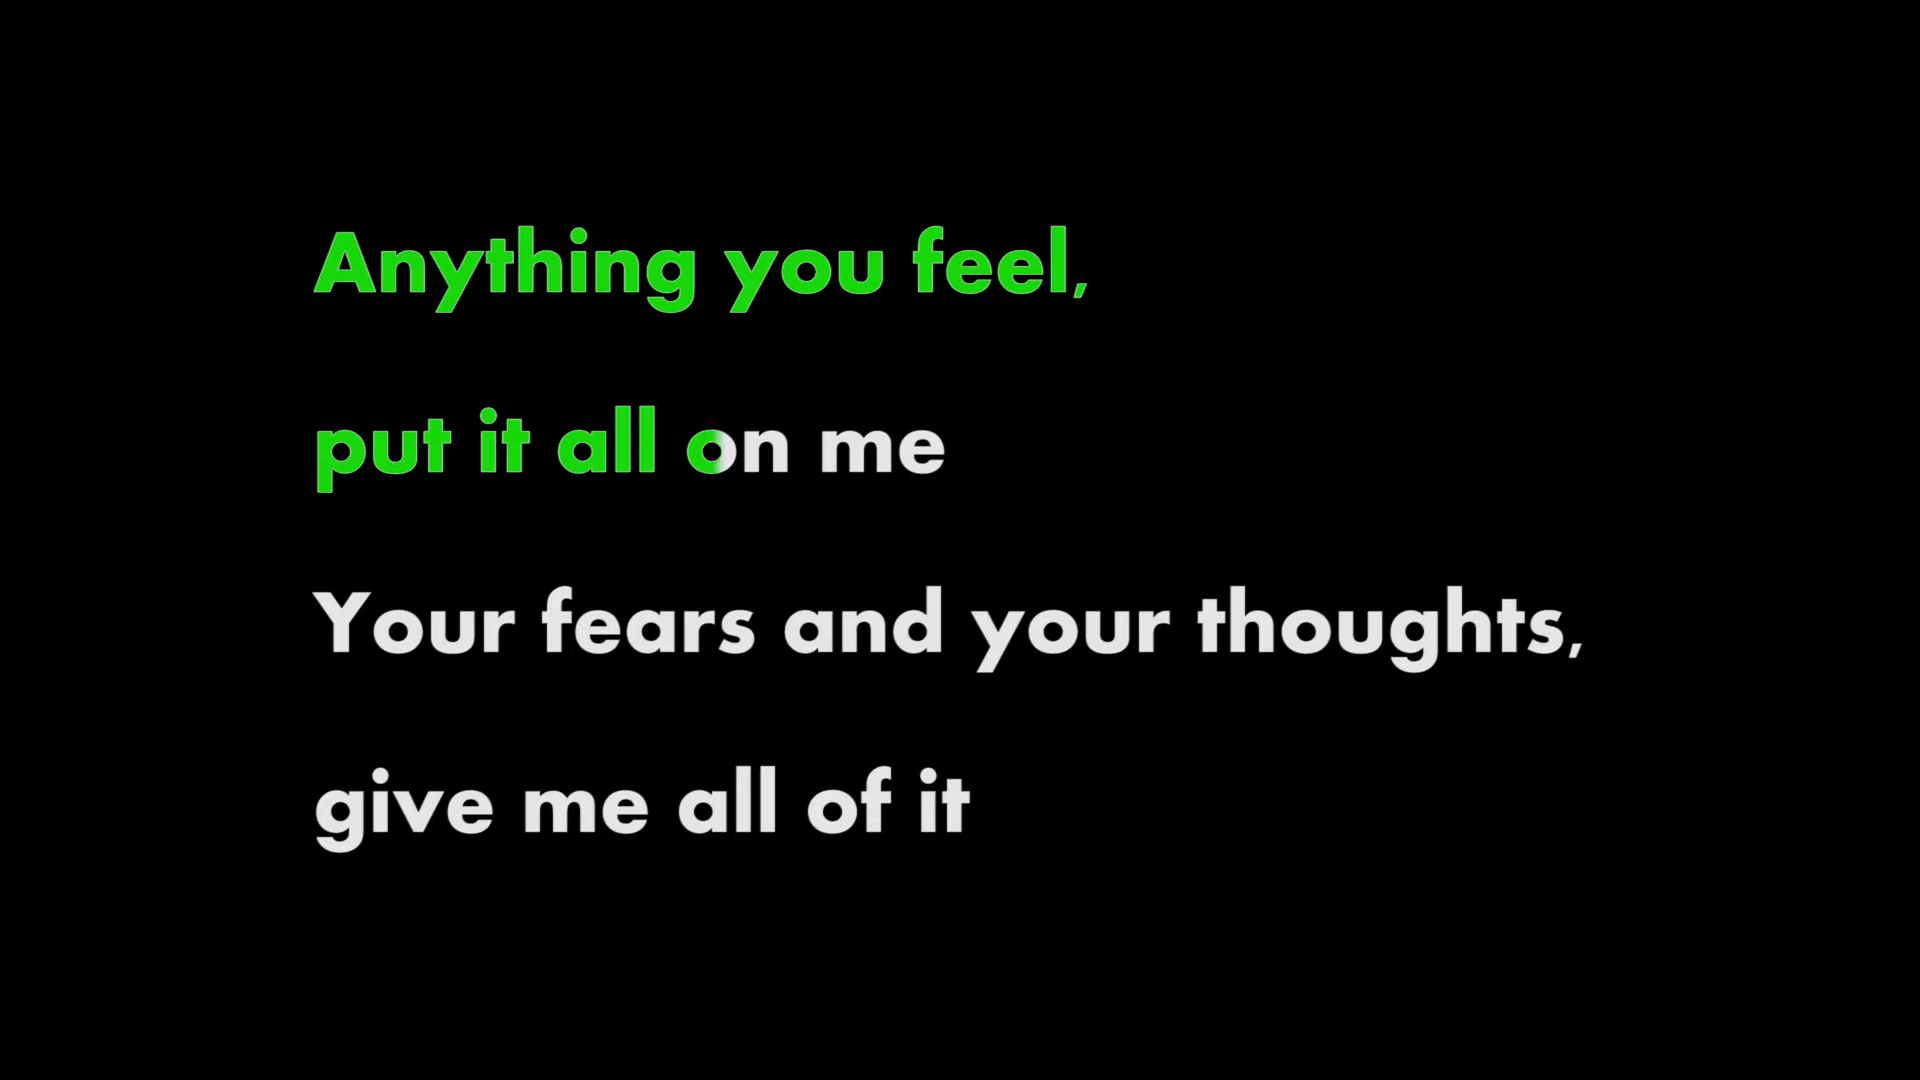 Anything you feel,
put it all on me
Your fears and your thoughts,
give me all of it